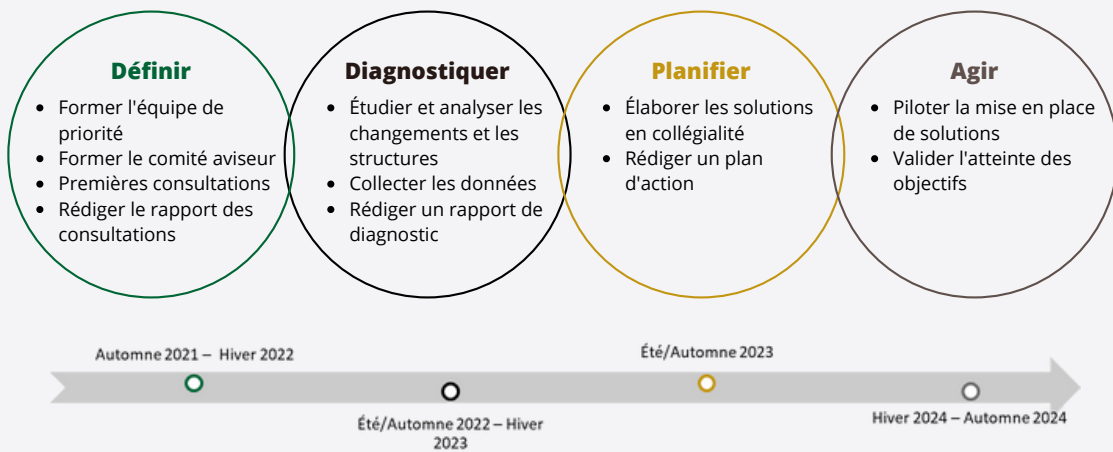 Définir
• Former l'équipe de
priorité
• Former le comité aviseur
• Premières consultations
• Rédiger le rapport des
consultations
Diagnostiquer
• Étudier et analyser les
changements et les
structures
• Collecter les données
• Rédiger un rapport de
diagnostic
Planifier
• Élaborer les solutions
en collégialité
• Rédiger un plan
d'action
Agir
• Piloter la mise en place
de solutions
• Valider l'atteinte des
objectifs
Automne 2021 – Hiver 2022
Été/Automne 2022 – Hiver
2023
Été/Automne 2023
Hiver 2024 – Automne 2024